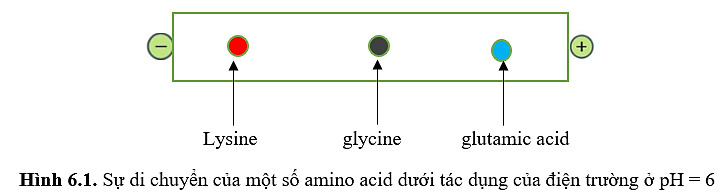 − +
Lysine glycine glutamic acid
Hình 6.1. Sự di chuyển của một số amino acid dưới tác dụng của điện trường ở pH = 6